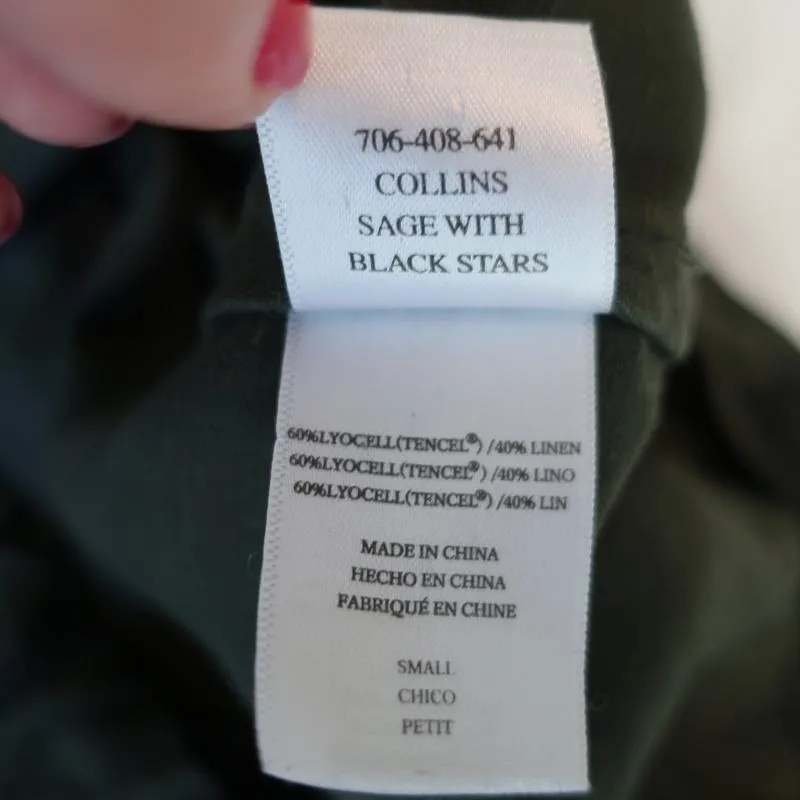 706-408-641
COLLINS
SAGE WITH
BLACK STARS
60%LYOCELL(TENCEL®) /40% LINEN
60%LYOCELL(TENCEL®) /40% LINO
60%LYOCELL(TENCEL®) /40% LIN
MADE IN CHINA
HECHO EN CHINA
FABRIQUÉ EN CHINE
SMALL
CHICO
PETIT